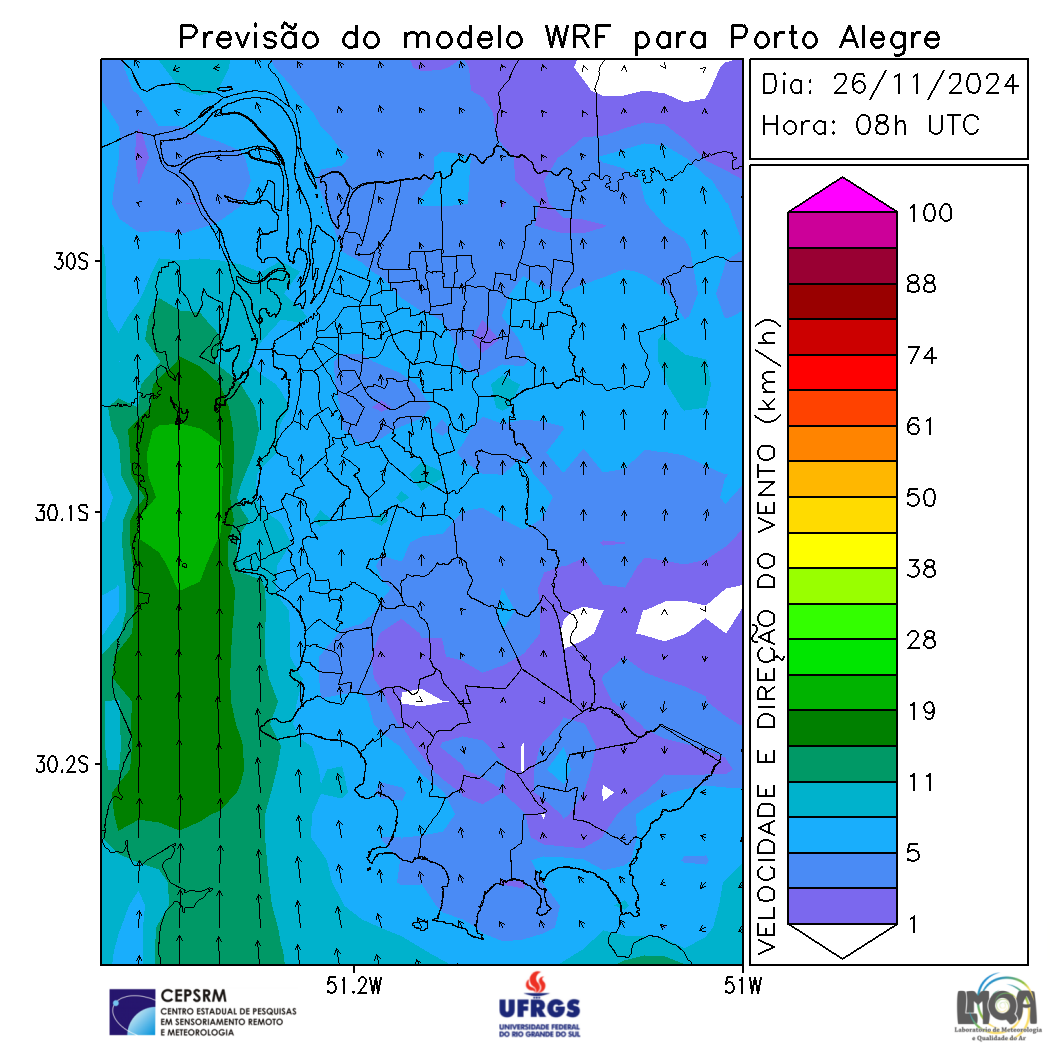 Previsão do modelo WRF para Porto Alegre
Dia: 26/11/2024
Hora: 08h UTC
30S
30.1S
30.2S
51.2W
51W
VELOCIDADE E DIREÇÃO DO VENTO (km/h)
100
88
74
61
50
38
28
19
11
5
1
CEPSRM
CENTRO ESTADUAL DE PESQUISAS
EM SENSORIAMENTO REMOTO
E METEOROLOGIA
UFRGS
UNIVERSIDADE FEDERAL
DO RIO GRANDE DO SUL
LMQA
Laboratório de Meteorologia
e Qualidade do Ar